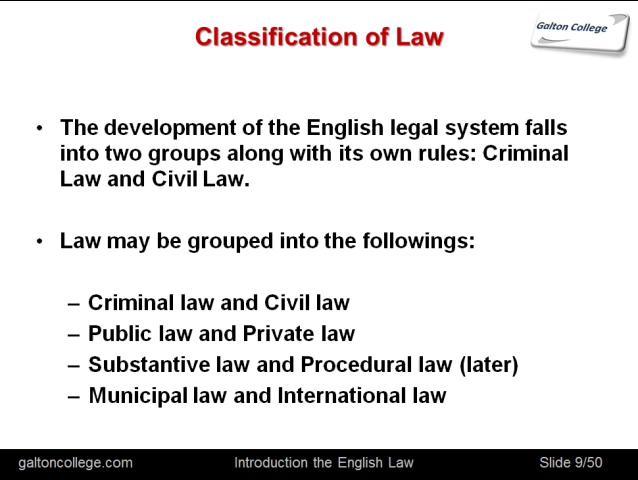 Classification of Law
Galton College
• The development of the English legal system falls
into two groups along with its own rules: Criminal
Law and Civil Law.
• Law may be grouped into the followings:
– Criminal law and Civil law
– Public law and Private law
– Substantive law and Procedural law (later)
– Municipal law and International law
galtoncollege.com Introduction the English Law Slide 9/50